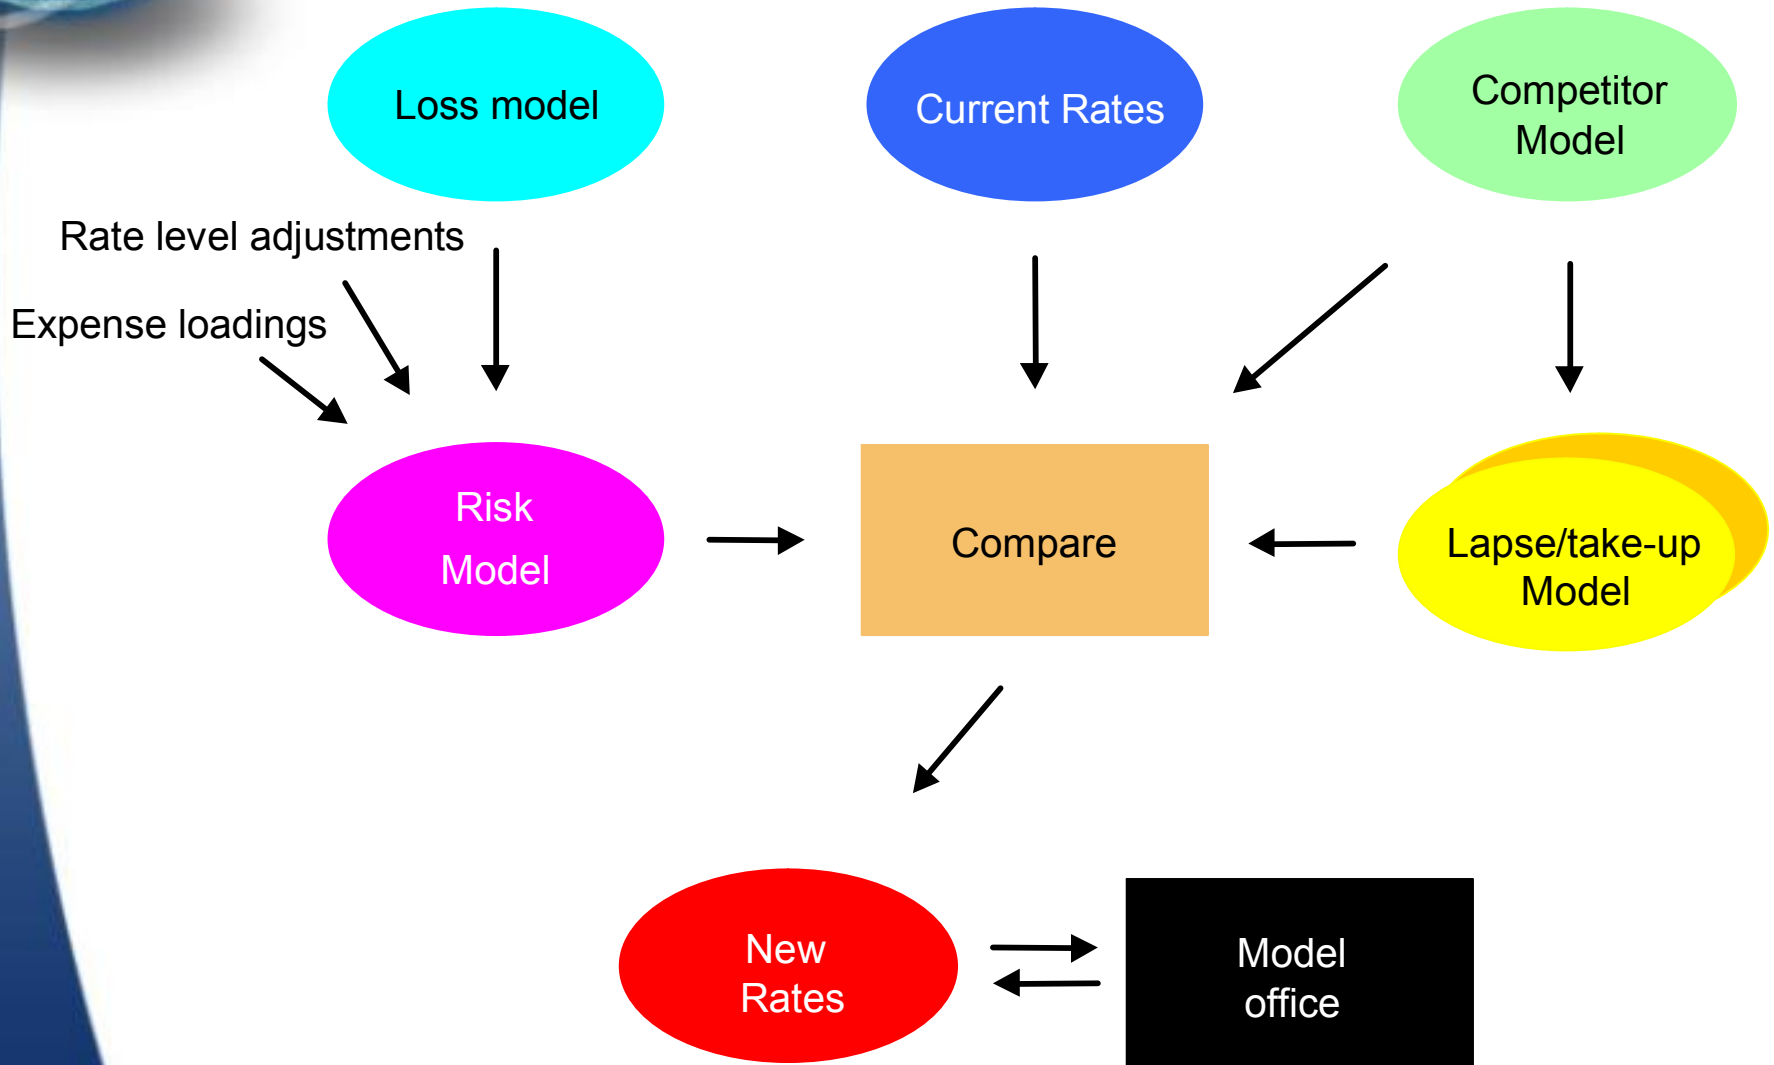 Loss model
Current Rates
Competitor
Model
Rate level adjustments
Expense loadings
Risk
Model
Compare
Lapse/take-up
Model
New
Rates
Model
office